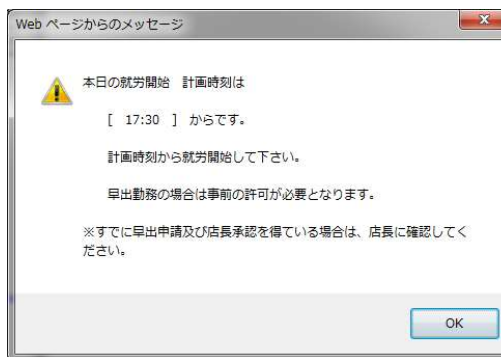 Web ページからのメッセージ
本日の就労開始 計画時刻は
[ 17:30 ] からです。
計画時刻から就労開始して下さい。
早出勤務の場合は事前の許可が必要となります。
※すでに早出申請及び店長承認を得ている場合は、店長に確認してく
ださい。
OK